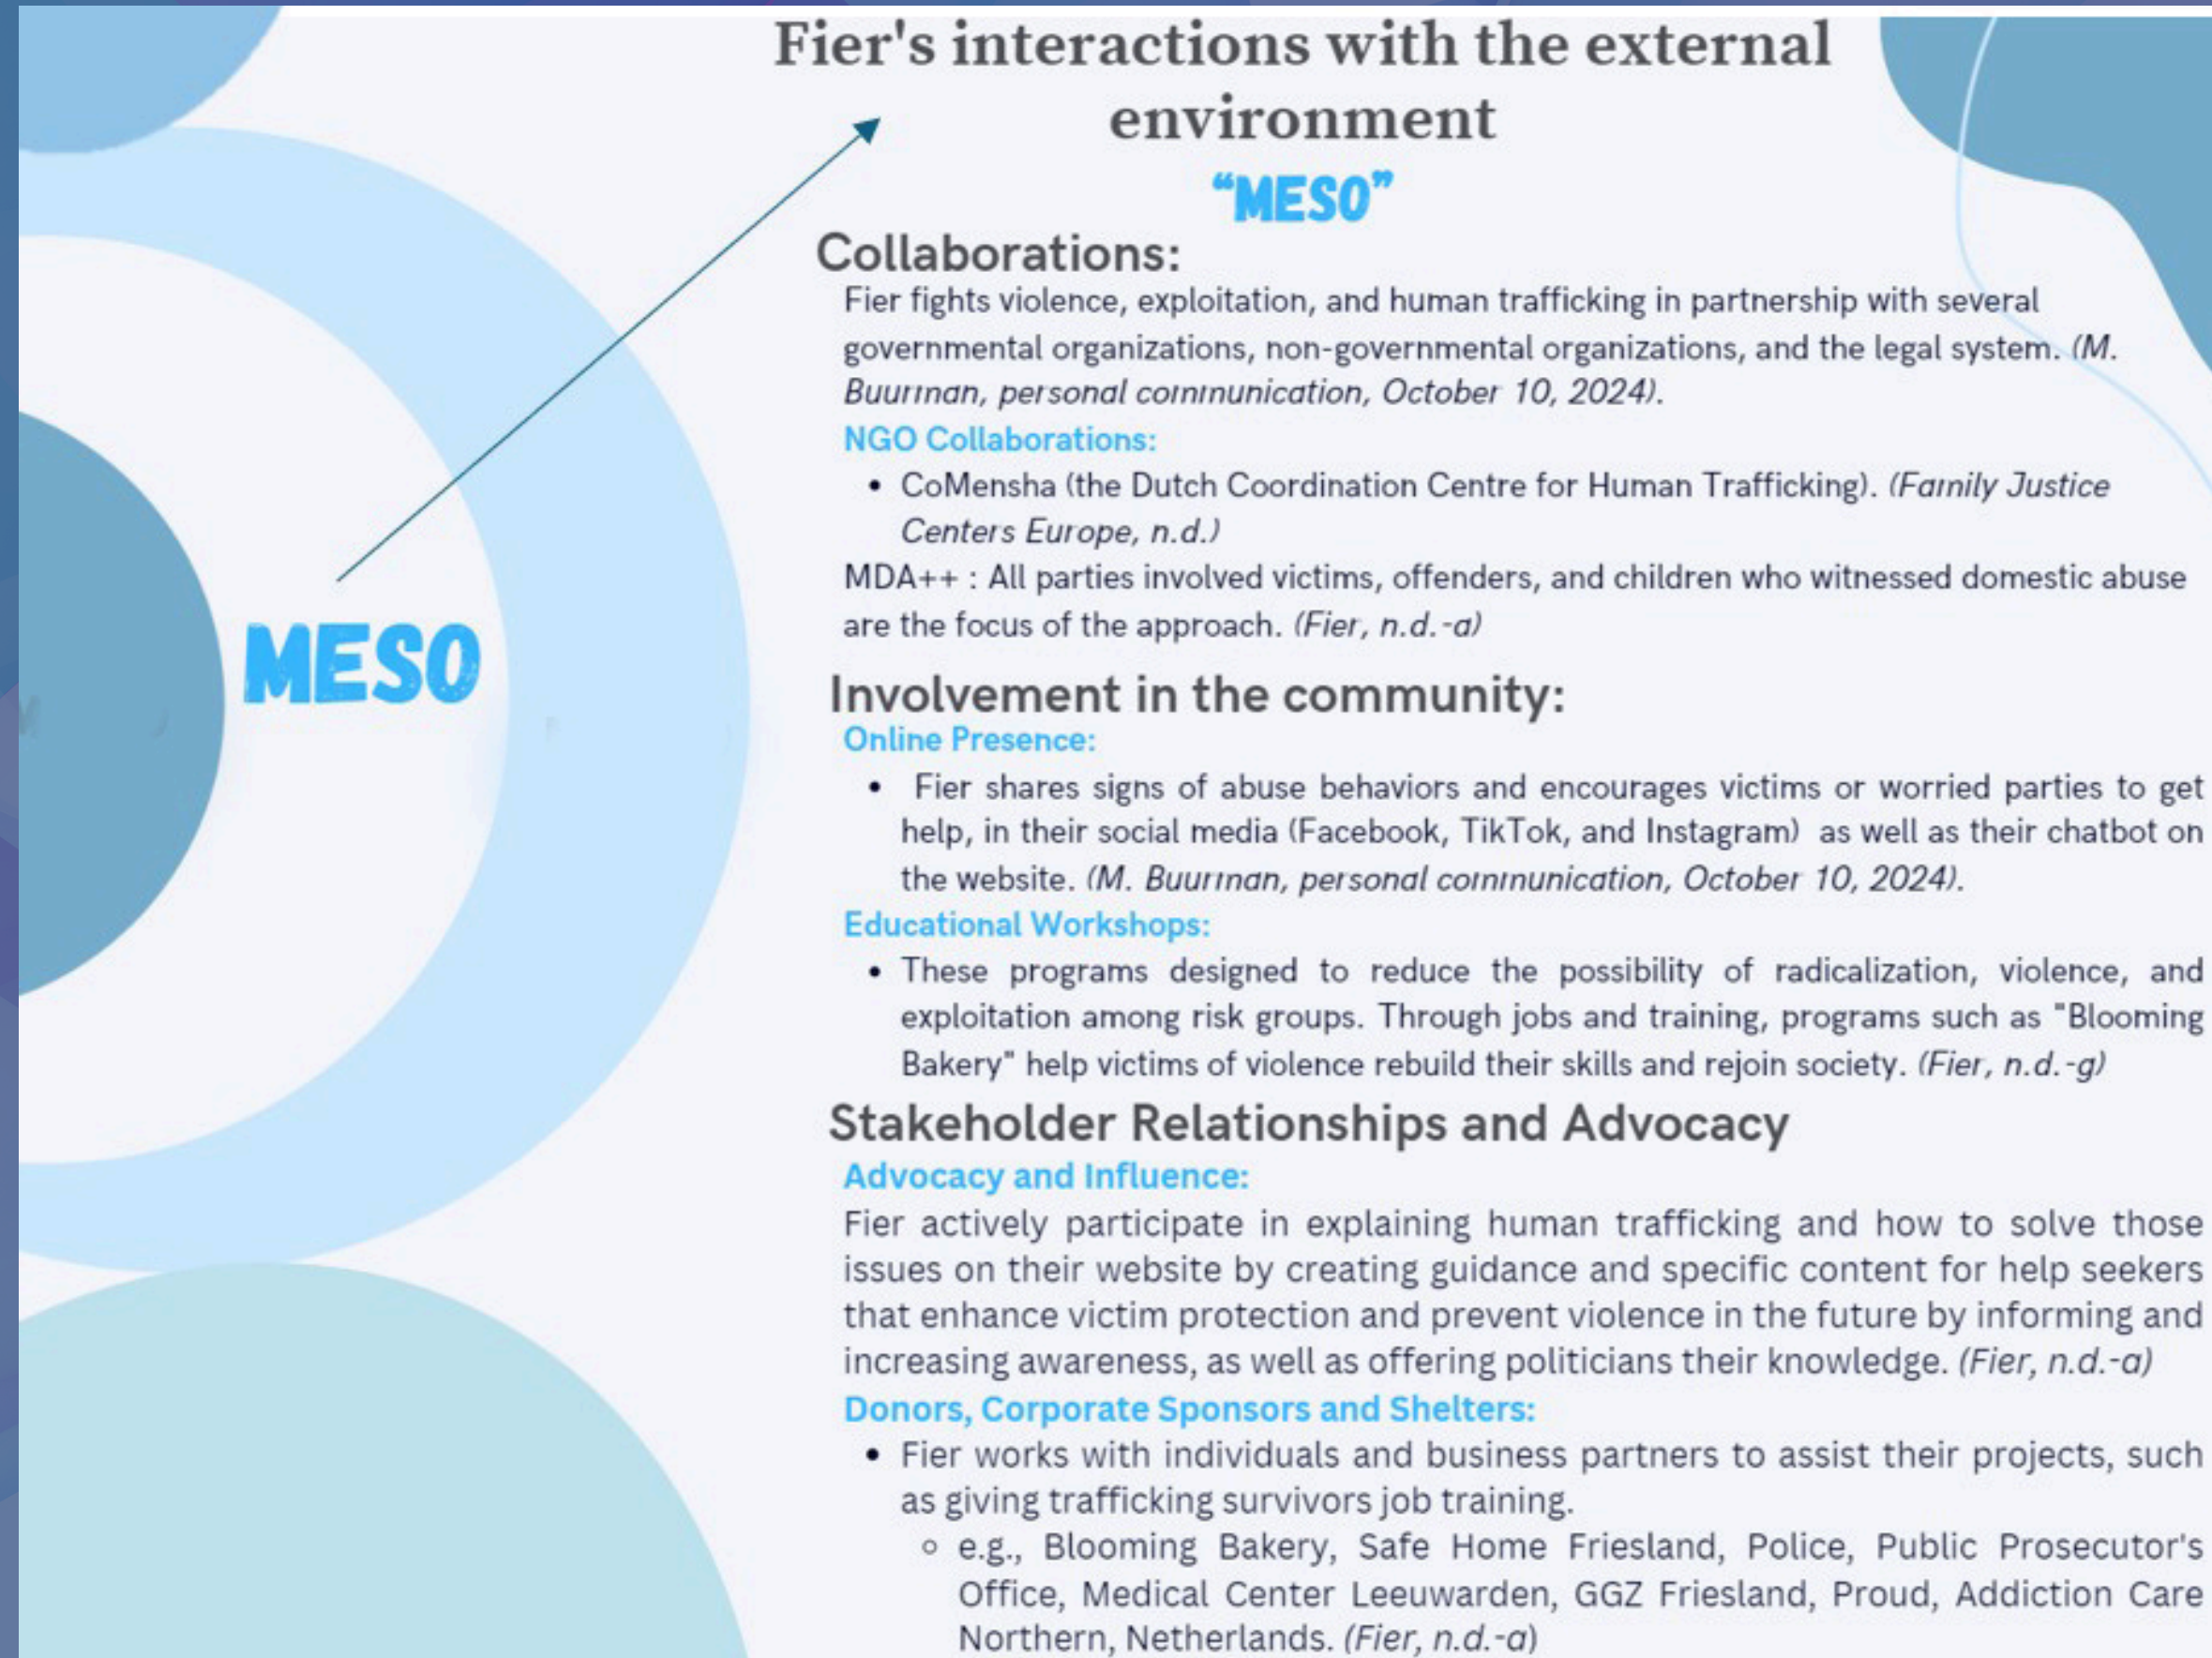 Fier's interactions with the external
environment
“MESO”
Collaborations:
Fier fights violence, exploitation, and human trafficking in partnership with several
governmental organizations, non-governmental organizations, and the legal system. (M.
Buurman, personal communication, October 10, 2024).
NGO Collaborations:
• CoMensha (the Dutch Coordination Centre for Human Trafficking). (Family Justice
Centers Europe, n.d.)
MDA++ : All parties involved victims, offenders, and children who witnessed domestic abuse
are the focus of the approach. (Fier, n.d.-a)
MESO
Involvement in the community:
Online Presence:
• Fier shares signs of abuse behaviors and encourages victims or worried parties to get
help, in their social media (Facebook, TikTok, and Instagram) as well as their chatbot on
the website. (M. Buurman, personal communication, October 10, 2024).
Educational Workshops:
• These programs designed to reduce the possibility of radicalization, violence, and
exploitation among risk groups. Through jobs and training, programs such as "Blooming
Bakery" help victims of violence rebuild their skills and rejoin society. (Fier, n.d.-g)
Stakeholder Relationships and Advocacy
Advocacy and Influence:
Fier actively participate in explaining human trafficking and how to solve those
issues on their website by creating guidance and specific content for help seekers
that enhance victim protection and prevent violence in the future by informing and
increasing awareness, as well as offering politicians their knowledge. (Fier, n.d.-a)
Donors, Corporate Sponsors and Shelters:
• Fier works with individuals and business partners to assist their projects, such
as giving trafficking survivors job training.
◦ e.g., Blooming Bakery, Safe Home Friesland, Police, Public Prosecutor's
Office, Medical Center Leeuwarden, GGZ Friesland, Proud, Addiction Care
Northern, Netherlands. (Fier, n.d.-a)